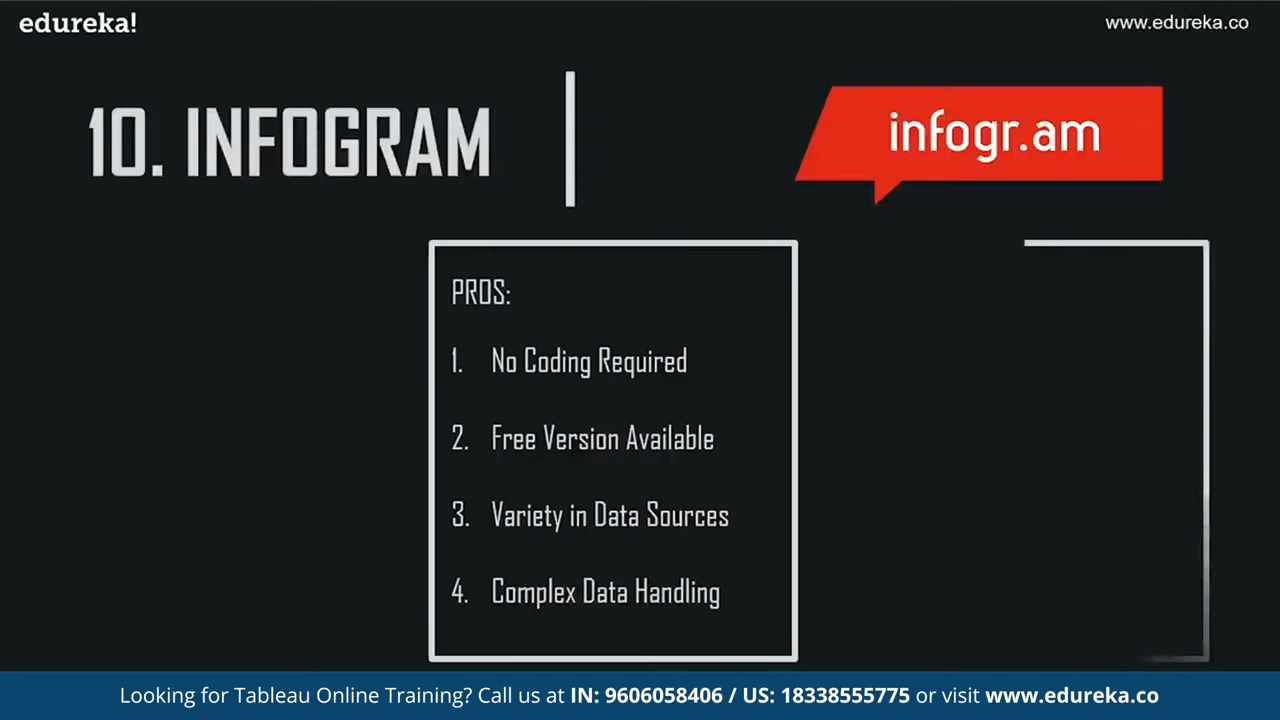 edureka!
www.edureka.co
10. INFOGRAM
infogr.am
PROS:
1. No Coding Required
2. Free Version Available
3. Variety in Data Sources
4. Complex Data Handling
Looking for Tableau Online Training? Call us at IN: 9606058406 / US: 18338555775 or visit www.edureka.co